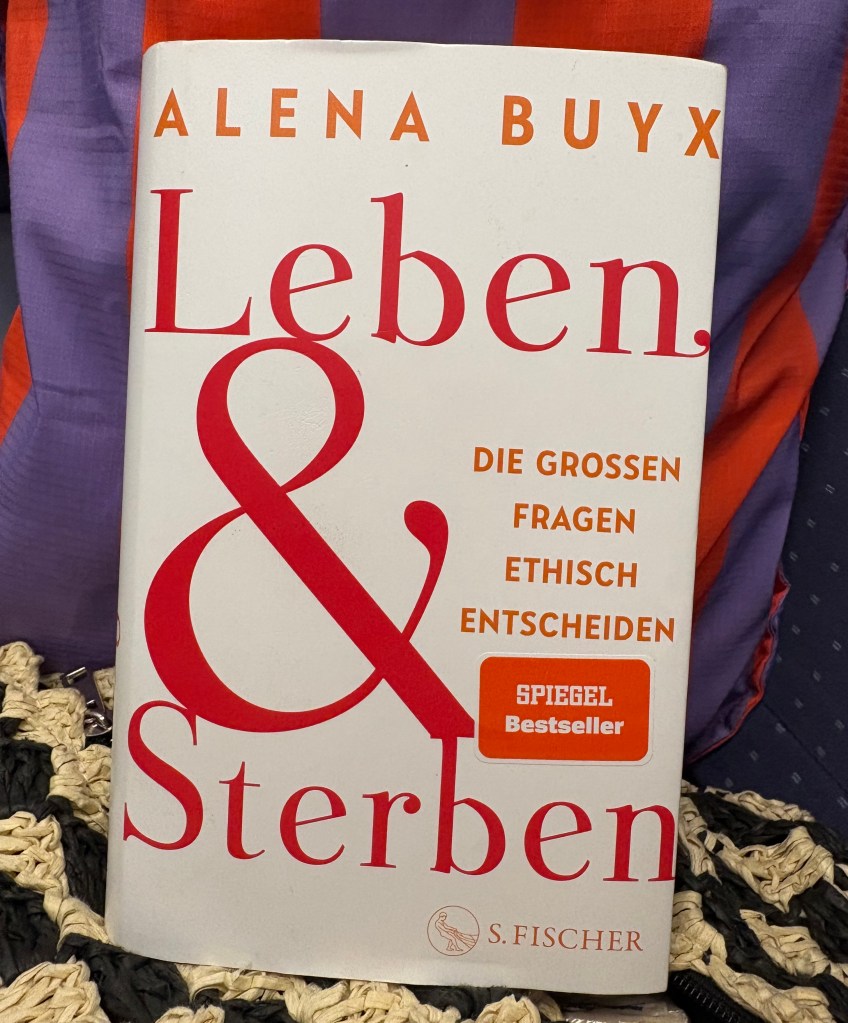 ALENA BUYX
Leben
&
Sterben
DIE GROSSEN
FRAGEN
ETHISCH
ENTSCHEIDEN
SPIEGEL
Bestseller
S. FISCHER